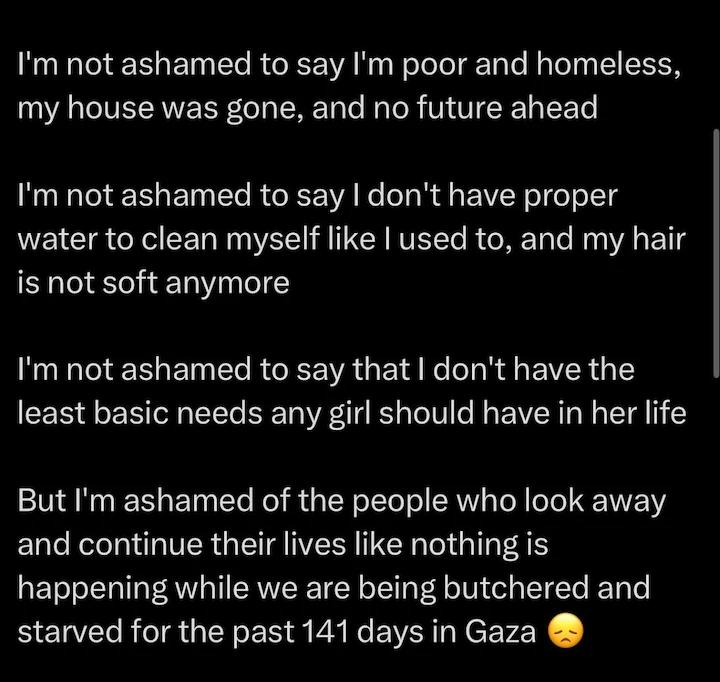 I'm not ashamed to say I'm poor and homeless,
my house was gone, and no future ahead
I'm not ashamed to say I don't have proper
water to clean myself like I used to, and my hair
is not soft anymore
I'm not ashamed to say that I don't have the
least basic needs any girl should have in her life
But I'm ashamed of the people who look away
and continue their lives like nothing is
happening while we are being butchered and
starved for the past 141 days in Gaza 😞